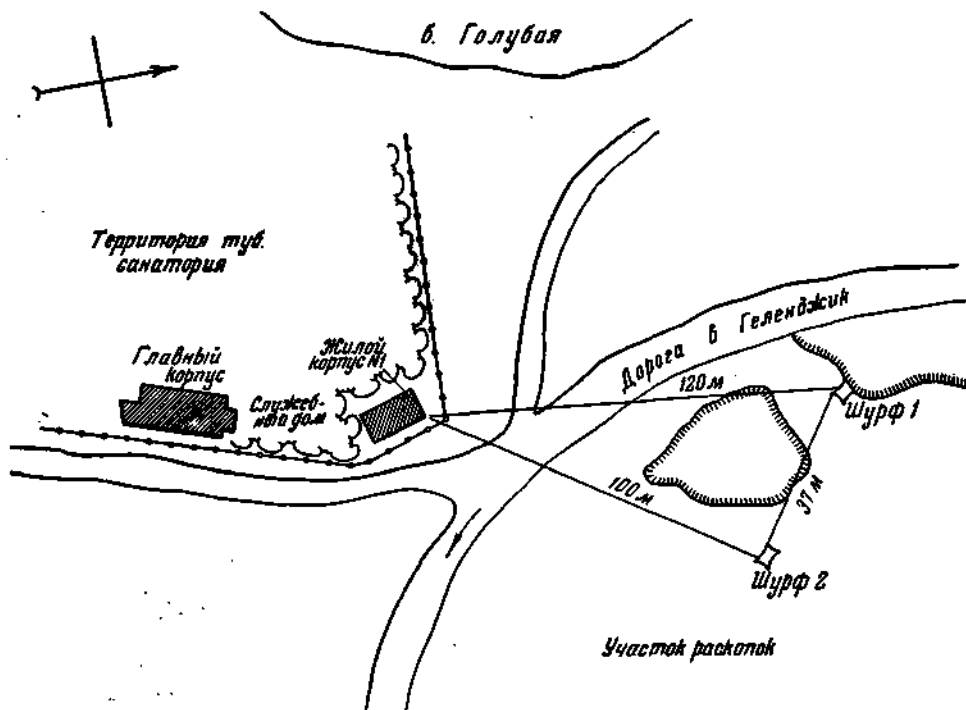 б. Голубая
Территория туб.
санатория
Главный
корпус
Служеб-
ный дом
Жилой
корпус №1
Дорога в Геленджик
120 м
Шурф 1
100 м
37 м
Шурф 2
Участок раскопок